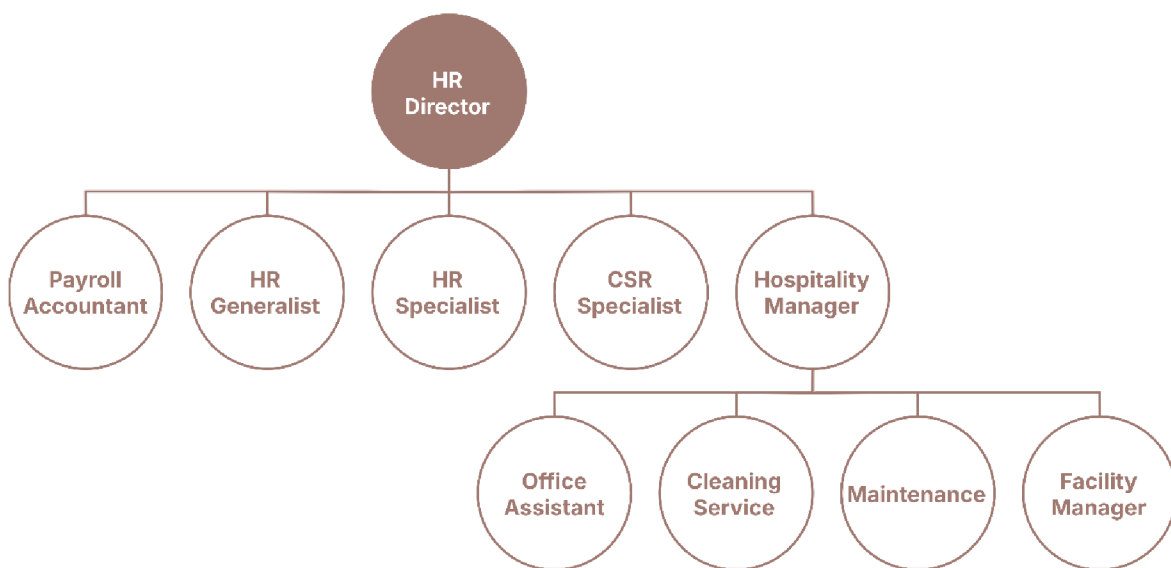 HR
Director
Payroll
Accountant
HR
Generalist
HR
Specialist
CSR
Specialist
Hospitality
Manager
Office
Assistant
Cleaning
Service
Maintenance
Facility
Manager